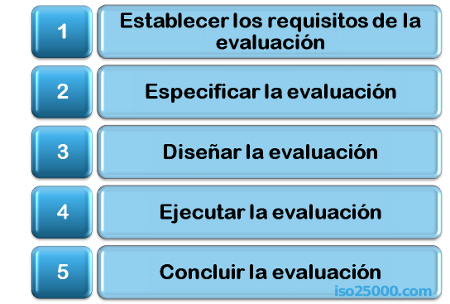 1
Establecer los requisitos de la
evaluación
2
Especificar la evaluación
3
Diseñar la evaluación
4
Ejecutar la evaluación
5
Concluir la evaluación
iso25000.com